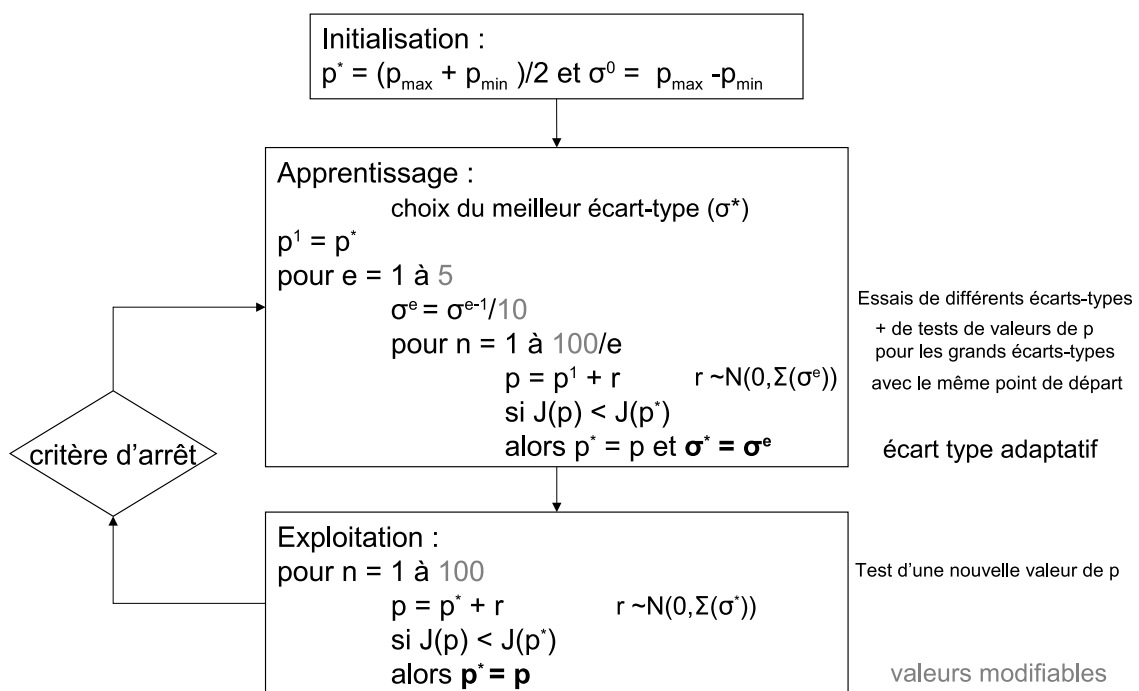 Initialisation :
p* = (pmax + pmin )/2 et σ⁰ = pmax -pmin
Apprentissage :
choix du meilleur écart-type (σ*)
p¹ = p*
pour e = 1 à 5
σᵉ = σᵉ⁻¹/10
pour n = 1 à 100/e
p = p¹ + r r ~N(0,Σ(σᵉ))
si J(p) < J(p*)
alors p* = p et σ* = σᵉ
Essais de différents écarts-types
+ de tests de valeurs de p
pour les grands écarts-types
avec le même point de départ
écart type adaptatif
critère d'arrêt
Exploitation :
pour n = 1 à 100
p = p* + r r ~N(0,Σ(σ*))
si J(p) < J(p*)
alors p* = p
Test d'une nouvelle valeur de p
valeurs modifiables